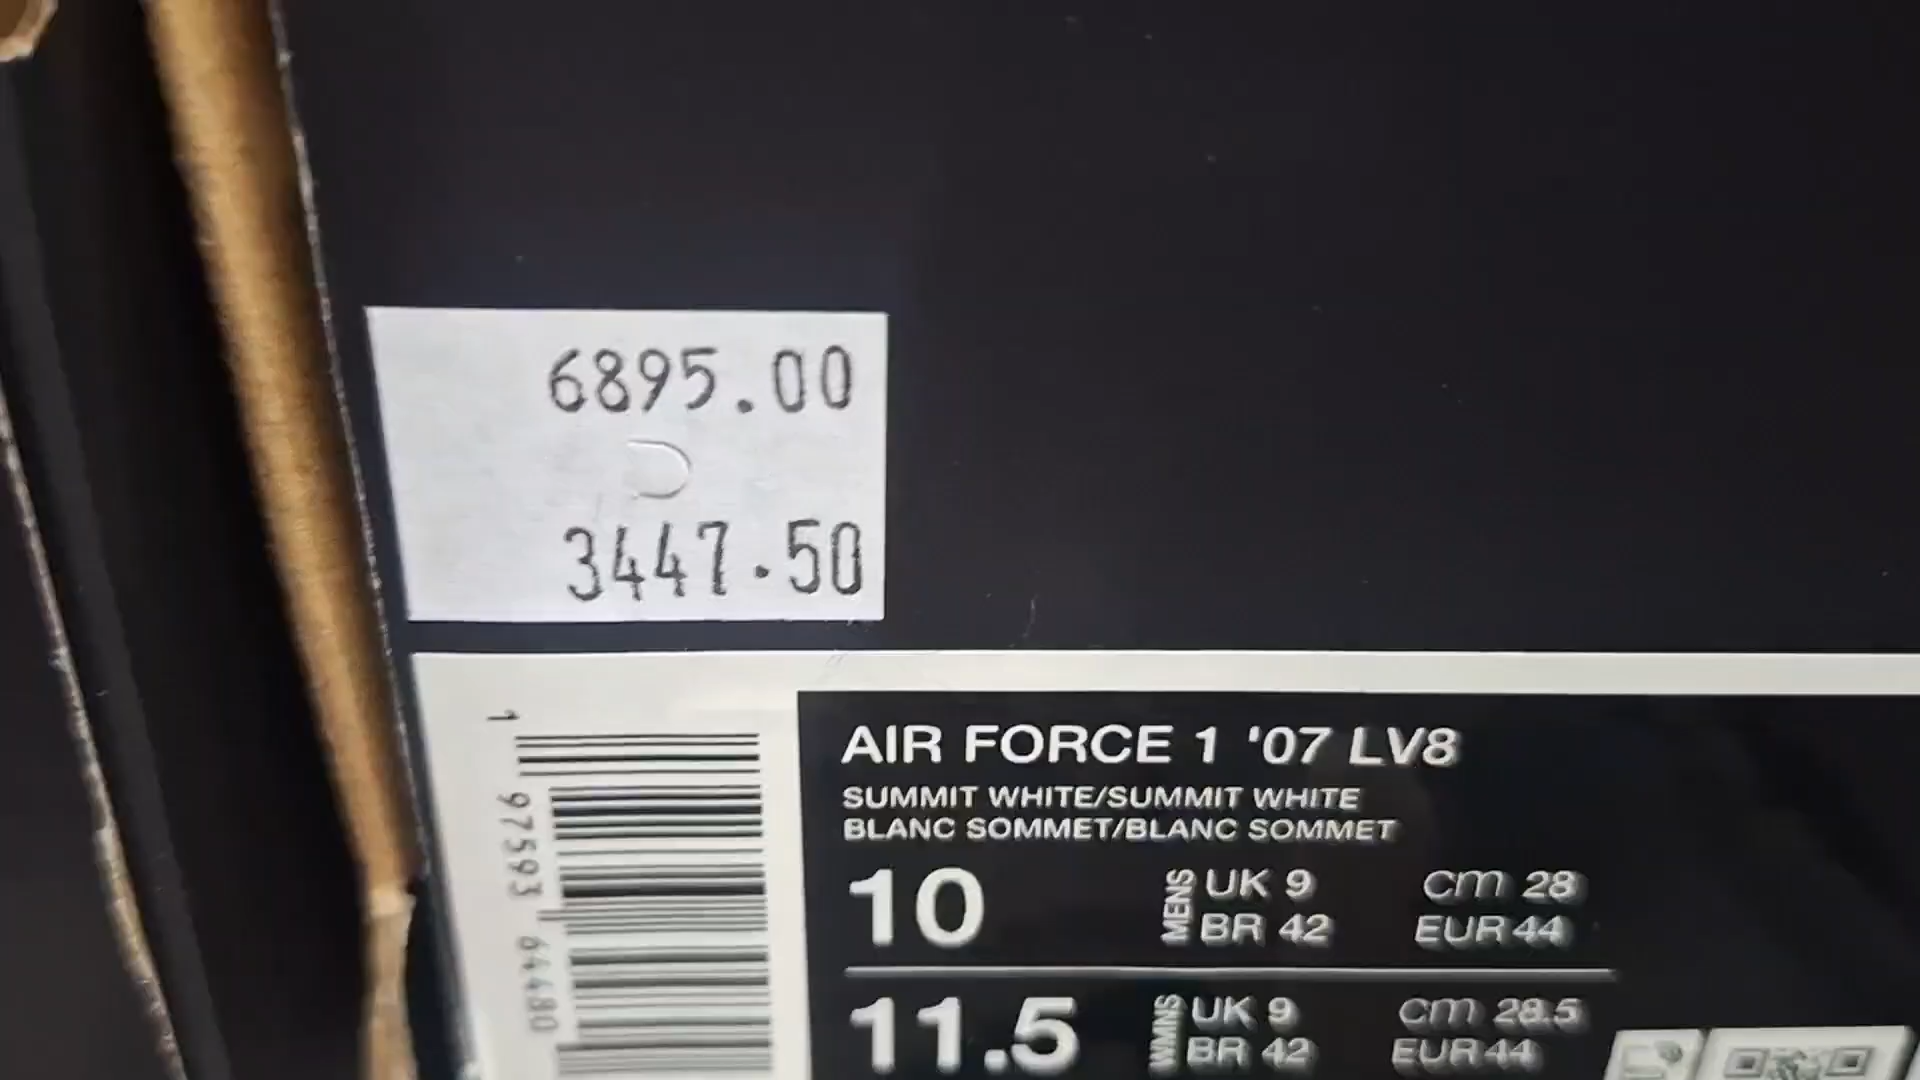 6895.00
3447.50
AIR FORCE 1 '07 LV8
SUMMIT WHITE/SUMMIT WHITE
BLANC SOMMET/BLANC SOMMET
10 MENS UK 9 cm 28
BR 42 EUR 44
11.5 WMNS UK 9 cm 28.5
BR 42 EUR 44
1 97593 64480